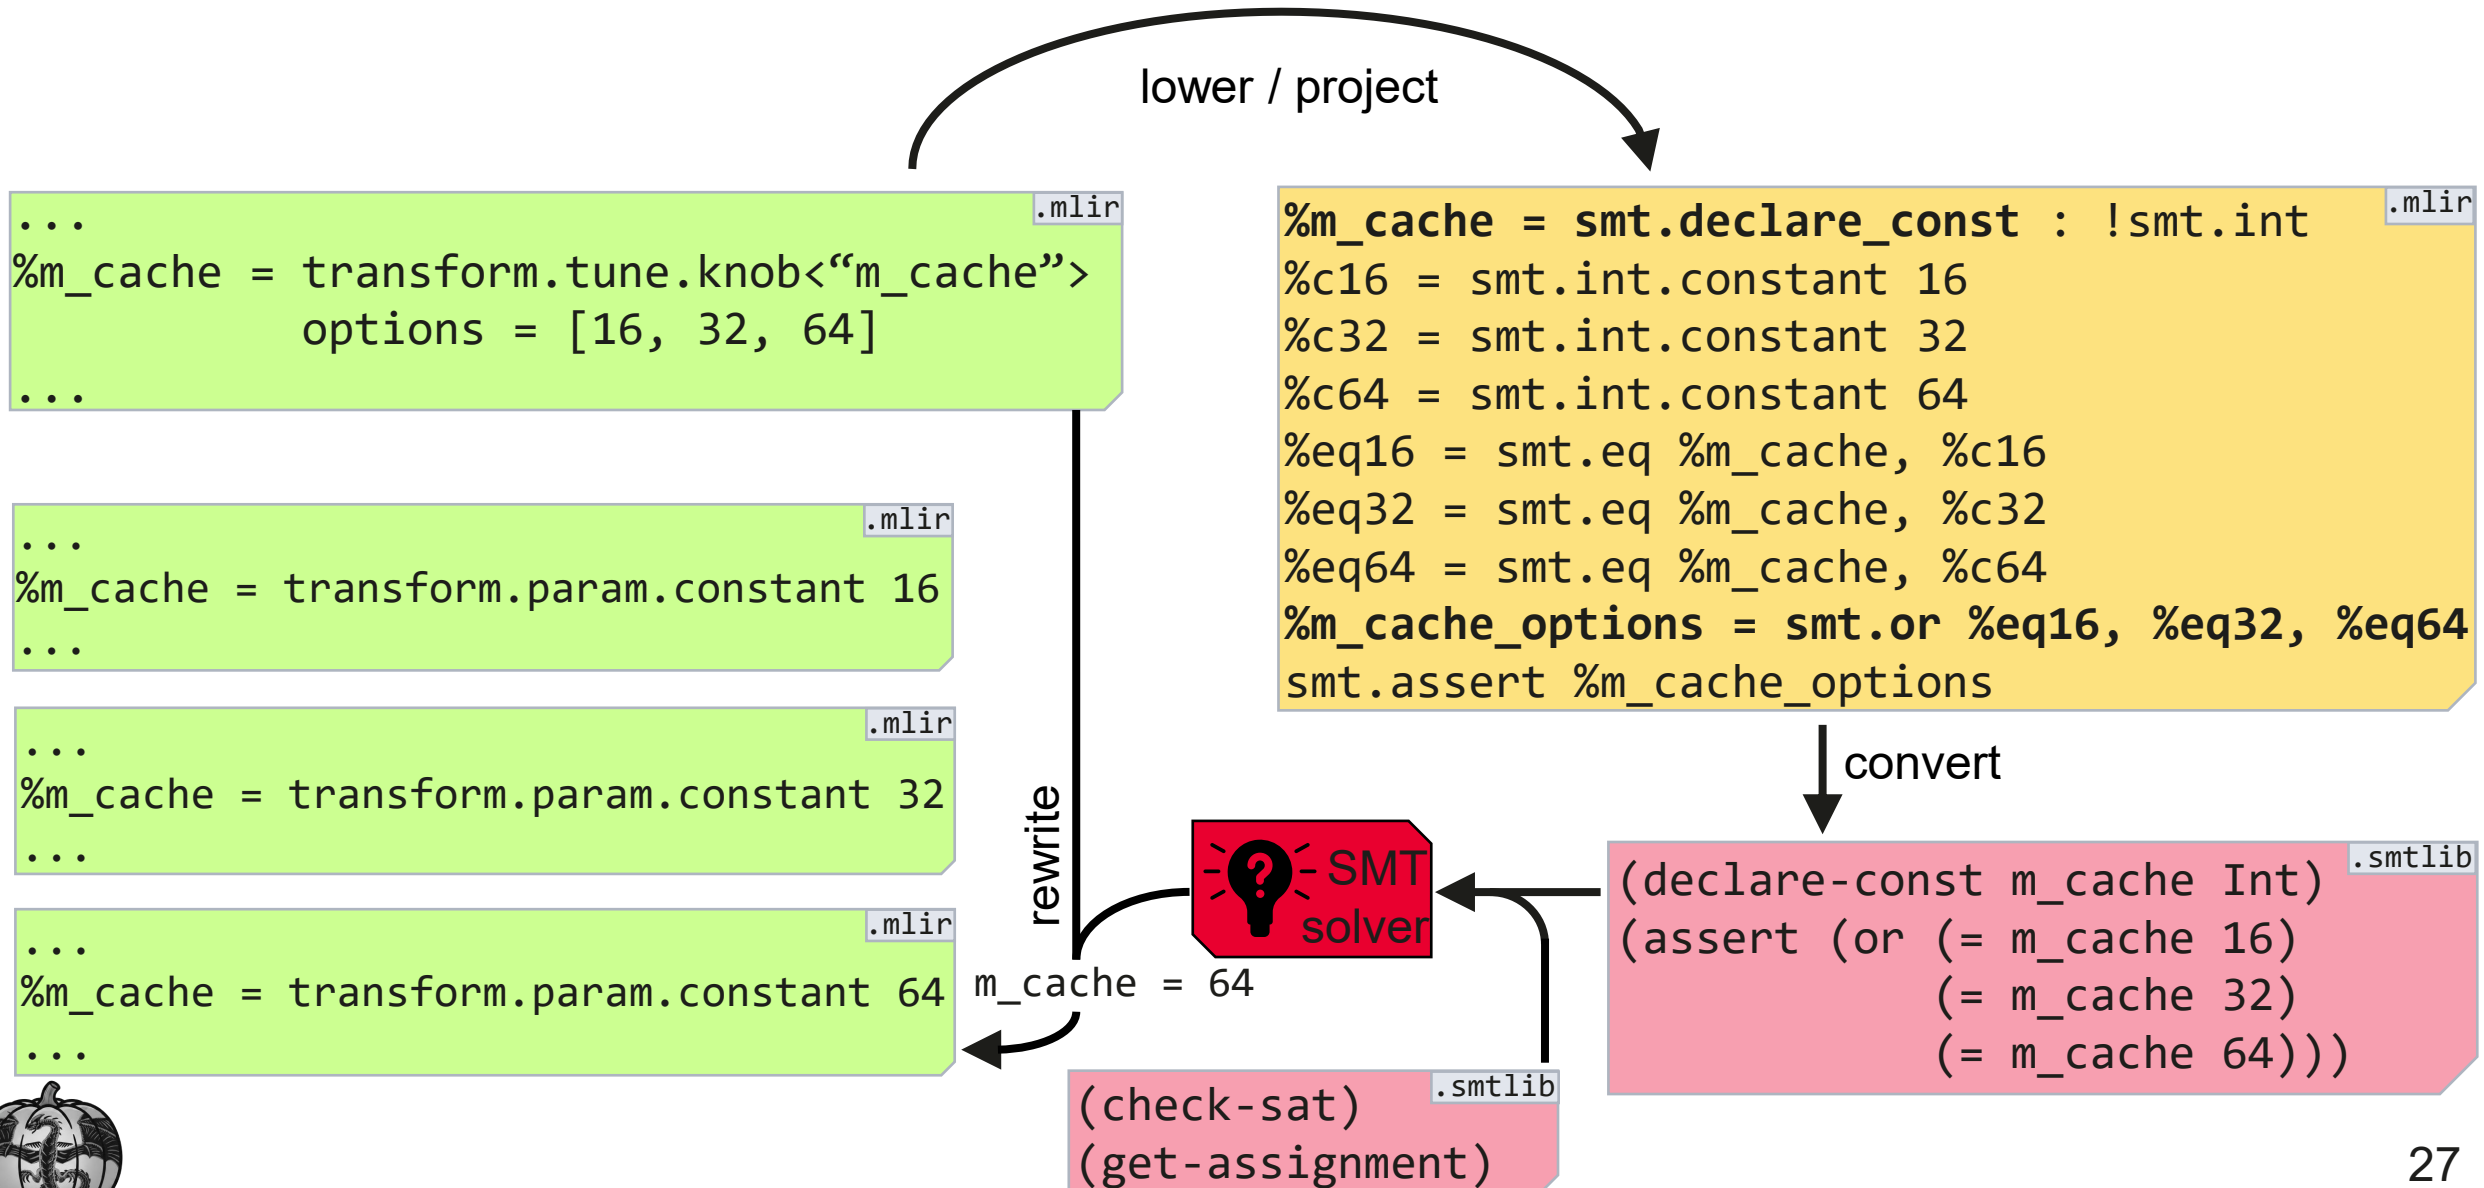 lower / project
.mlir
...
%m_cache = transform.tune.knob<“m_cache”>
options = [16, 32, 64]
...
.mlir
%m_cache = smt.declare_const : !smt.int
%c16 = smt.int.constant 16
%c32 = smt.int.constant 32
%c64 = smt.int.constant 64
%eq16 = smt.eq %m_cache, %c16
%eq32 = smt.eq %m_cache, %c32
%eq64 = smt.eq %m_cache, %c64
%m_cache_options = smt.or %eq16, %eq32, %eq64
smt.assert %m_cache_options
.mlir
...
%m_cache = transform.param.constant 16
...
.mlir
...
%m_cache = transform.param.constant 32
...
.mlir
...
%m_cache = transform.param.constant 64
...
rewrite
m_cache = 64
SMT
solver
convert
.smtlib
(declare-const m_cache Int)
(assert (or (= m_cache 16)
(= m_cache 32)
(= m_cache 64)))
.smtlib
(check-sat)
(get-assignment)
27